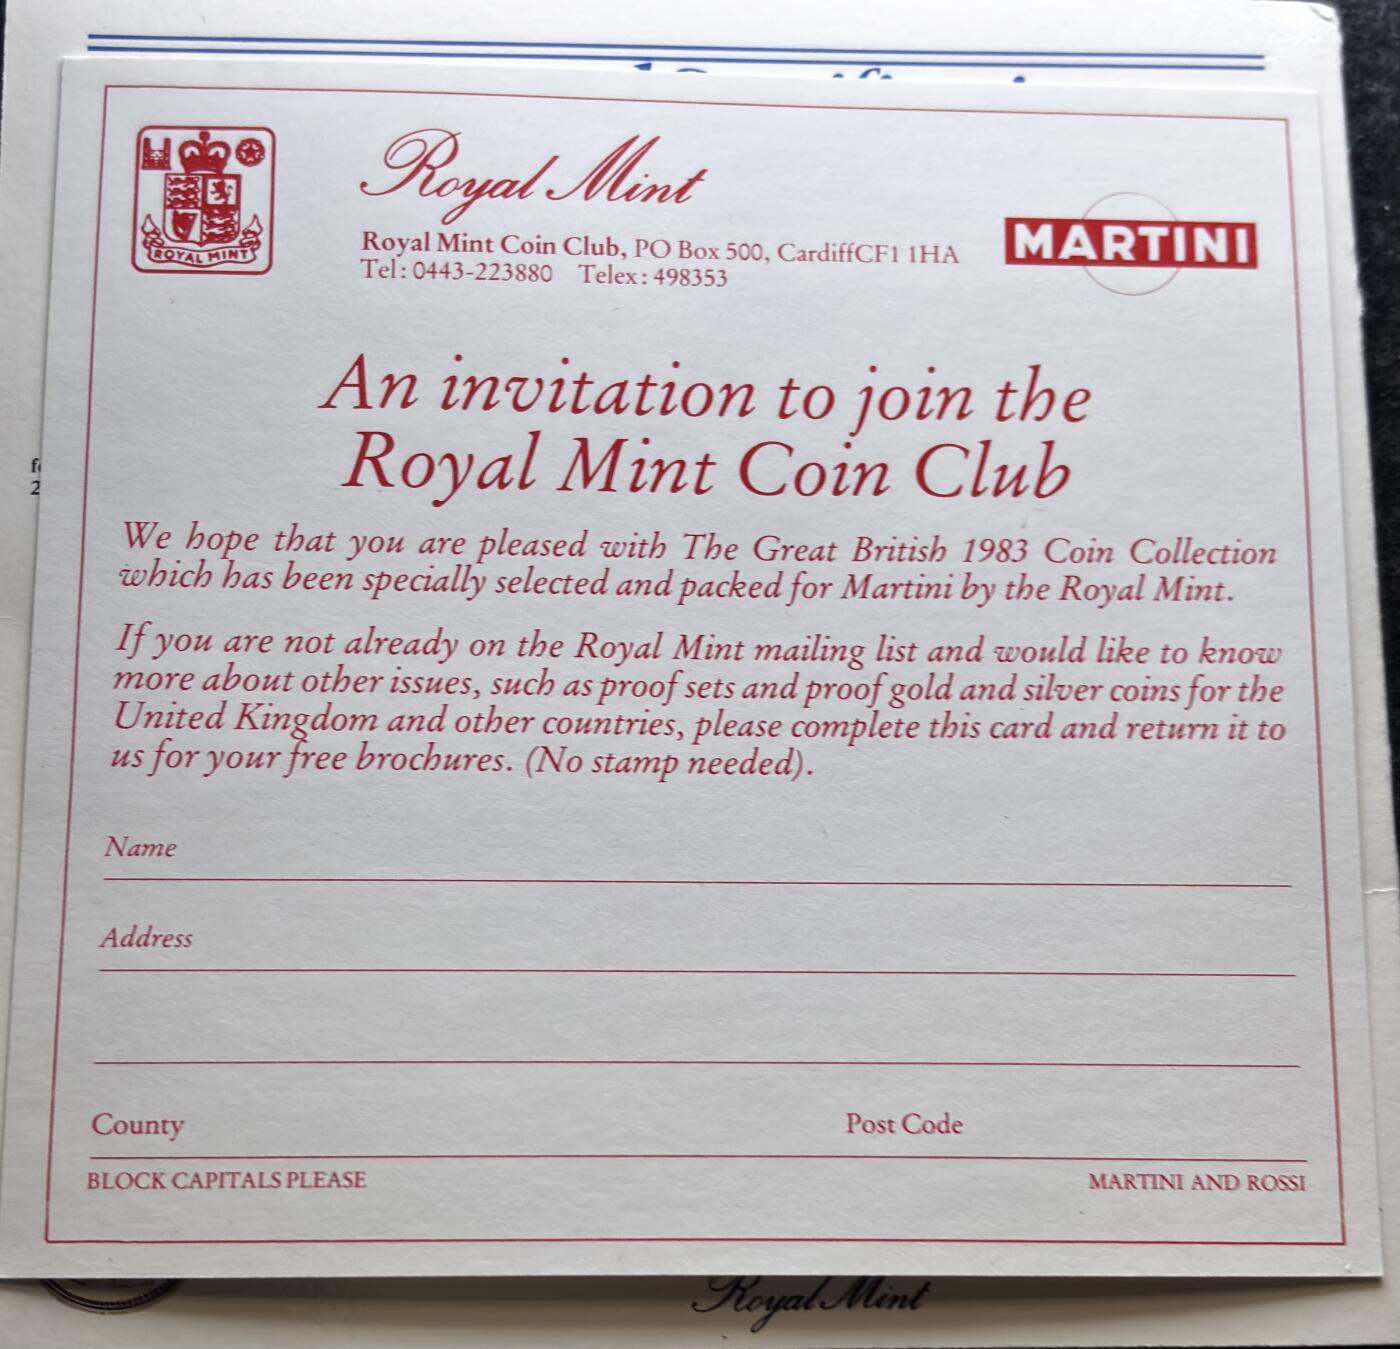 ROYAL MINT
Royal Mint
Royal Mint Coin Club, PO Box 500, CardiffCF1 1HA
Tel: 0443-223880 Telex: 498353
MARTINI
An invitation to join the
Royal Mint Coin Club
We hope that you are pleased with The Great British 1983 Coin Collection
which has been specially selected and packed for Martini by the Royal Mint.
If you are not already on the Royal Mint mailing list and would like to know
more about other issues, such as proof sets and proof gold and silver coins for the
United Kingdom and other countries, please complete this card and return it to
us for your free brochures. (No stamp needed).
Name
Address
County Post Code
BLOCK CAPITALS PLEASE MARTINI AND ROSSI
Royal Mint